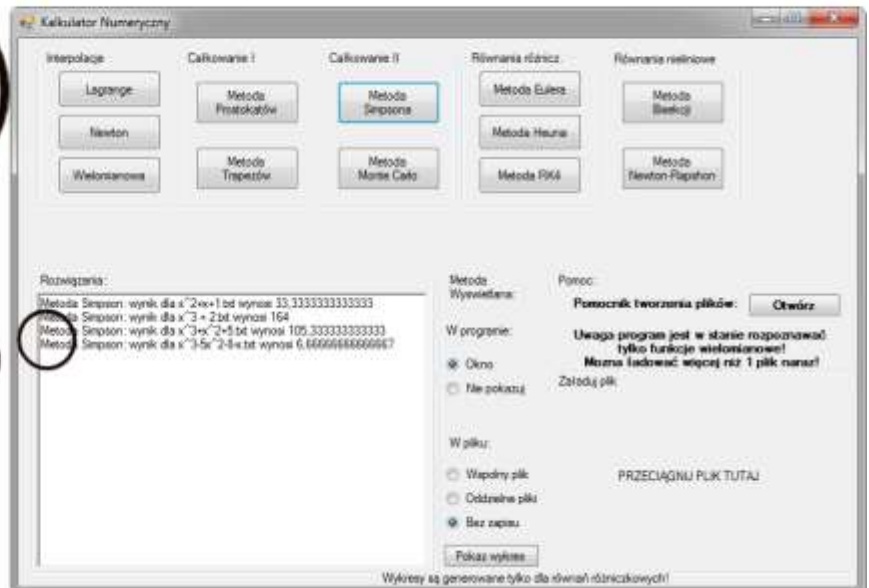 Kalkulator Numeryczny
Interpolacje
Całkowanie I
Całkowanie II
Równania różnicz.
Równania nieliniowe
Lagrange
Newton
Wielomianowa
Metoda
Prostokątów
Metoda
Trapezów
Metoda
Simpsona
Metoda
Monte Carlo
Metoda Eulera
Metoda Heuna
Metoda RK4
Metoda
Bisekcji
Metoda
Newton-Rapshon
Rozwiązania:
Metoda Simpson: wynik dla x^2+x+1.txt wynosi 33,3333333333333
Metoda Simpson: wynik dla x^3 + 2.txt wynosi 164
Metoda Simpson: wynik dla x^3+x^2+5.txt wynosi 105,333333333333
Metoda Simpson: wynik dla x^3-5x^2-8-x.txt wynosi 6,66666666666667
Metoda
Wyswietlana:
W programie:
Okno
Nie pokazuj
W pliku:
Wspolny plik
Oddzielne pliki
Bez zapisu
Pokaz wykres
Pomoc:
Pomocnik tworzenia plików:
Otwórz
Uwaga program jest w stanie rozpoznawać
tylko funkcje wielomianowe!
Mozna ładować więcej niż 1 plik naraz!
Załaduj plik
PRZECIĄGNIJ PLIK TUTAJ
Wykresy są generowane tylko dla równań różniczkowych!